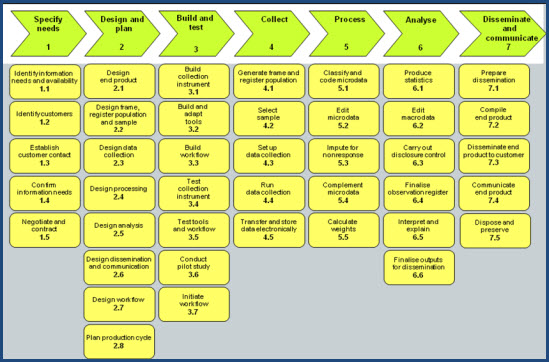 Specify
needs
1
Design and
plan
2
Build and
test
3
Collect
4
Process
5
Analyse
6
Disseminate
and
communicate
7
Identify information
needs and availability
1.1
Identify customers
1.2
Establish
customer contact
1.3
Confirm
information needs
1.4
Negotiate and
contract
1.5
Design
end product
2.1
Design frame,
register population and
sample
2.2
Design data
collection
2.3
Design processing
2.4
Design analysis
2.5
Design dissemination
and communication
2.6
Design workflow
2.7
Plan production cycle
2.8
Build
collection
instrument
3.1
Build and
adapt
tools
3.2
Build
workflow
3.3
Test
collection
instrument
3.4
Test tools
and workflow
3.5
Conduct
pilot study
3.6
Initiate
workflow
3.7
Generate frame and
register population
4.1
Select
sample
4.2
Set up
data collection
4.3
Run
data collection
4.4
Transfer and store
data electronically
4.5
Classify and
code microdata
5.1
Edit
microdata
5.2
Impute for
nonresponse
5.3
Complement
microdata
5.4
Calculate
weights
5.5
Produce
statistics
6.1
Edit
macrodata
6.2
Carry out
disclosure control
6.3
Finalise
observation register
6.4
Interpret and
explain
6.5
Finalise outputs
for dissemination
6.6
Prepare
dissemination
7.1
Compile
end product
7.2
Disseminate end
product to customer
7.3
Communicate
end product
7.4
Dispose and
preserve
7.5